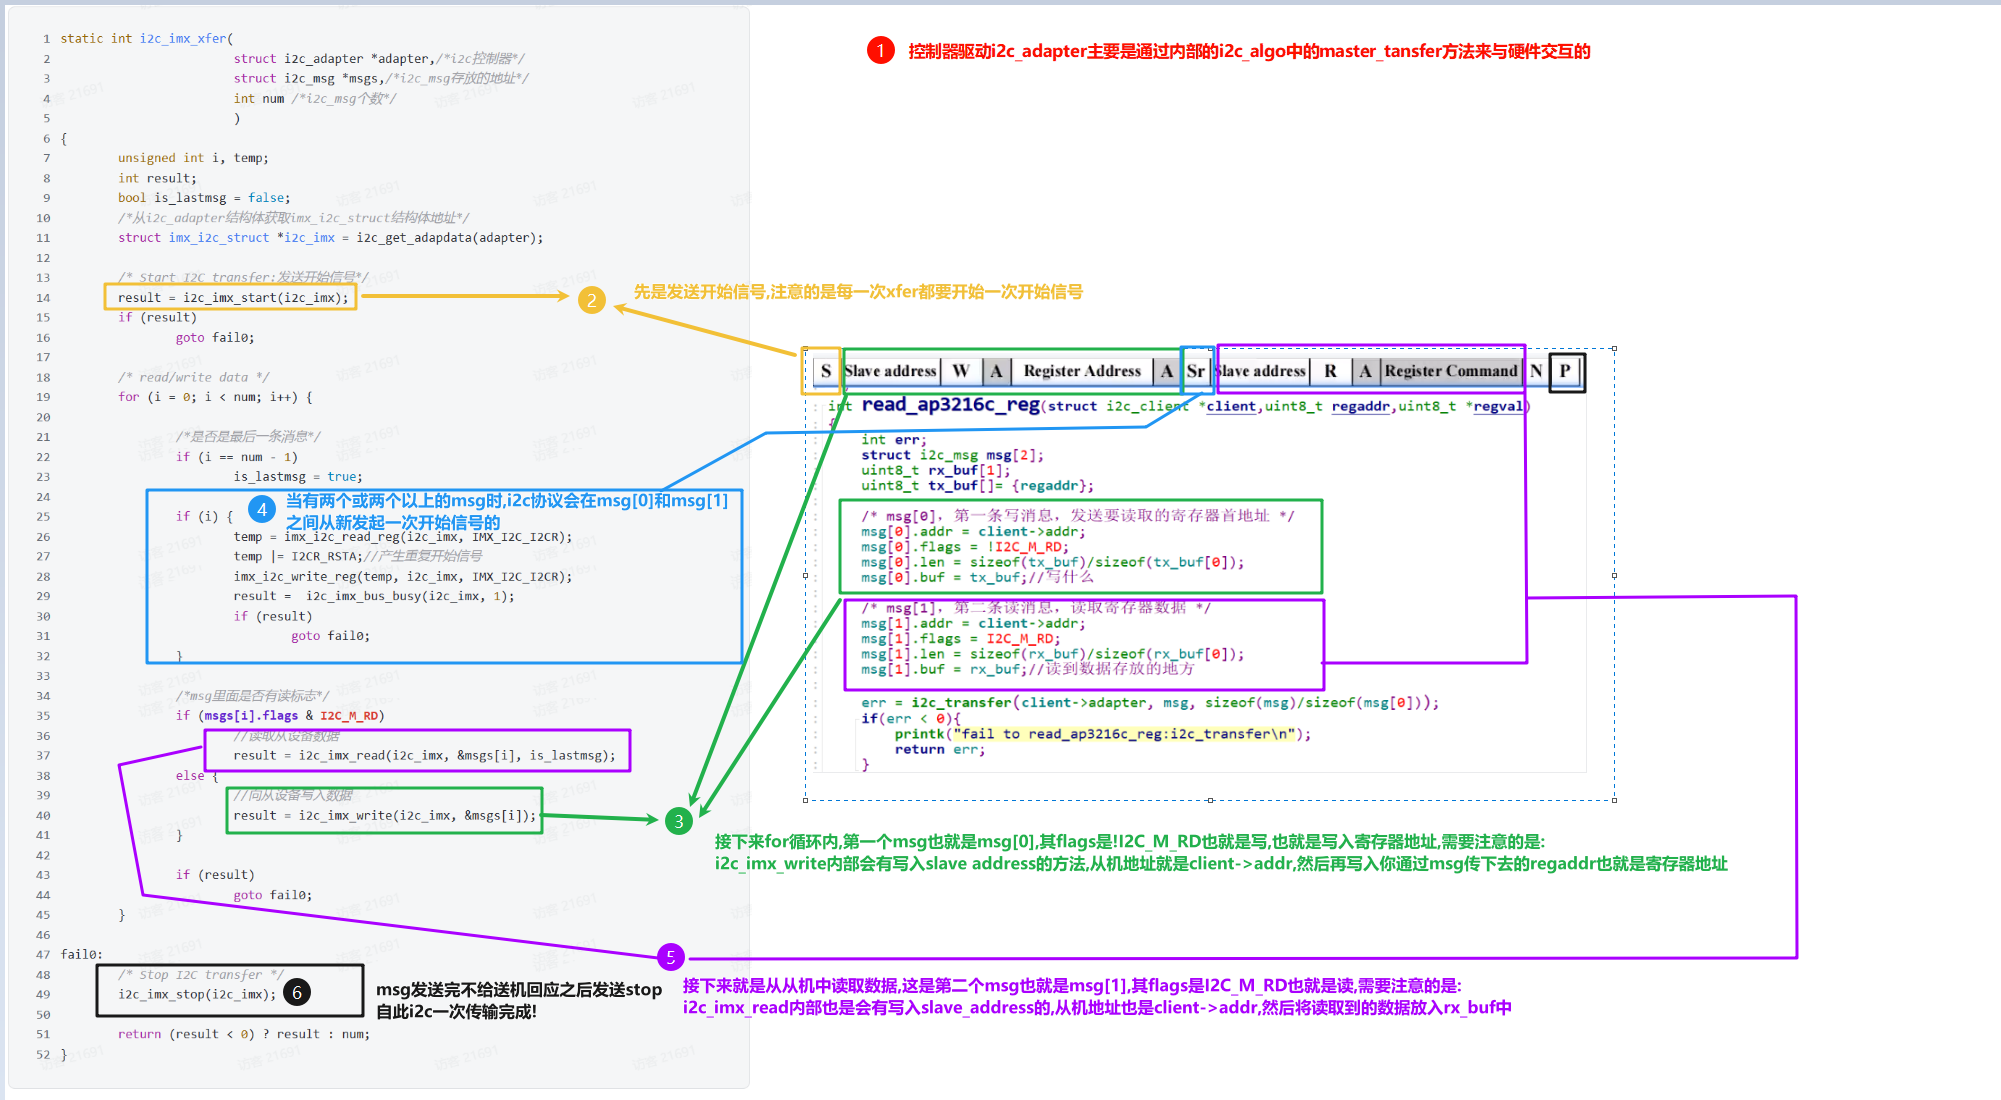 1 static int i2c_imx_xfer(
2 struct i2c_adapter *adapter,/*i2c控制器*/
3 struct i2c_msg *msgs,/*i2c_msg存放的地址*/
4 int num /*i2c_msg个数*/
5 )
6 {
7 unsigned int i, temp;
8 int result;
9 bool is_lastmsg = false;
10 /*从i2c_adapter结构体获取imx_i2c_struct结构体地址*/
11 struct imx_i2c_struct *i2c_imx = i2c_get_adapdata(adapter);
12
13 /* Start I2C transfer:发送开始信号*/
14 result = i2c_imx_start(i2c_imx);
15 if (result)
16 goto fail0;
17
18 /* read/write data */
19 for (i = 0; i < num; i++) {
20
21 /*是否是最后一条消息*/
22 if (i == num - 1)
23 is_lastmsg = true;
24
25 if (i) {
26 temp = imx_i2c_read_reg(i2c_imx, IMX_I2C_I2CR);
27 temp |= I2CR_RSTA;//产生重复开始信号
28 imx_i2c_write_reg(temp, i2c_imx, IMX_I2C_I2CR);
29 result =  i2c_imx_bus_busy(i2c_imx, 1);
30 if (result)
31 goto fail0;
32 }
33
34 /*msg里面是否有读标志*/
35 if (msgs[i].flags & I2C_M_RD)
36 //读取从设备数据
37 result = i2c_imx_read(i2c_imx, &msgs[i], is_lastmsg);
38 else {
39 //向从设备写入数据
40 result = i2c_imx_write(i2c_imx, &msgs[i]);
41 }
42
43 if (result)
44 goto fail0;
45 }
46
47 fail0:
48 /* Stop I2C transfer */
49 i2c_imx_stop(i2c_imx);
50
51 return (result < 0) ? result : num;
52 }
1 控制器驱动i2c_adapter主要是通过内部的i2c_algo中的master_tansfer方法来与硬件交互的
2 先是发送开始信号,注意的是每一次xfer都要开始一次开始信号
4 当有两个或两个以上的msg时,i2c协议会在msg[0]和msg[1]
之间从新发起一次开始信号的
S Slave address W A Register Address A Sr Slave address R A Register Command N P
int read_ap3216c_reg(struct i2c_client *client,uint8_t regaddr,uint8_t *regval)
{
int err;
struct i2c_msg msg[2];
uint8_t rx_buf[1];
uint8_t tx_buf[]= {regaddr};
/* msg[0], 第一条写消息, 发送要读取的寄存器首地址 */
msg[0].addr = client->addr;
msg[0].flags = !I2C_M_RD;
msg[0].len = sizeof(tx_buf)/sizeof(tx_buf[0]);
msg[0].buf = tx_buf;//写什么
/* msg[1], 第二条读消息, 读取寄存器数据 */
msg[1].addr = client->addr;
msg[1].flags = I2C_M_RD;
msg[1].len = sizeof(rx_buf)/sizeof(rx_buf[0]);
msg[1].buf = rx_buf;//读到数据存放的地方
err = i2c_transfer(client->adapter, msg, sizeof(msg)/sizeof(msg[0]));
if(err < 0){
printk("fail to read_ap3216c_reg:i2c_transfer\n");
return err;
}
3
接下来for循环内,第一个msg也就是msg[0],其flags是!I2C_M_RD也就是写,也就是写入寄存器地址,需要注意的是:
i2c_imx_write内部会有写入slave address的方法,从机地址就是client->addr,然后再写入你通过msg传下去的regaddr也就是寄存器地址
5
接下来就是从从机中读取数据,这是第二个msg也就是msg[1],其flags是I2C_M_RD也就是读,需要注意的是:
i2c_imx_read内部也是会有写入slave_address的,从机地址也是client->addr,然后将读取到的数据放入rx_buf中
6 msg发送完不给送机回应之后发送stop
自此i2c一次传输完成!
访客 21691